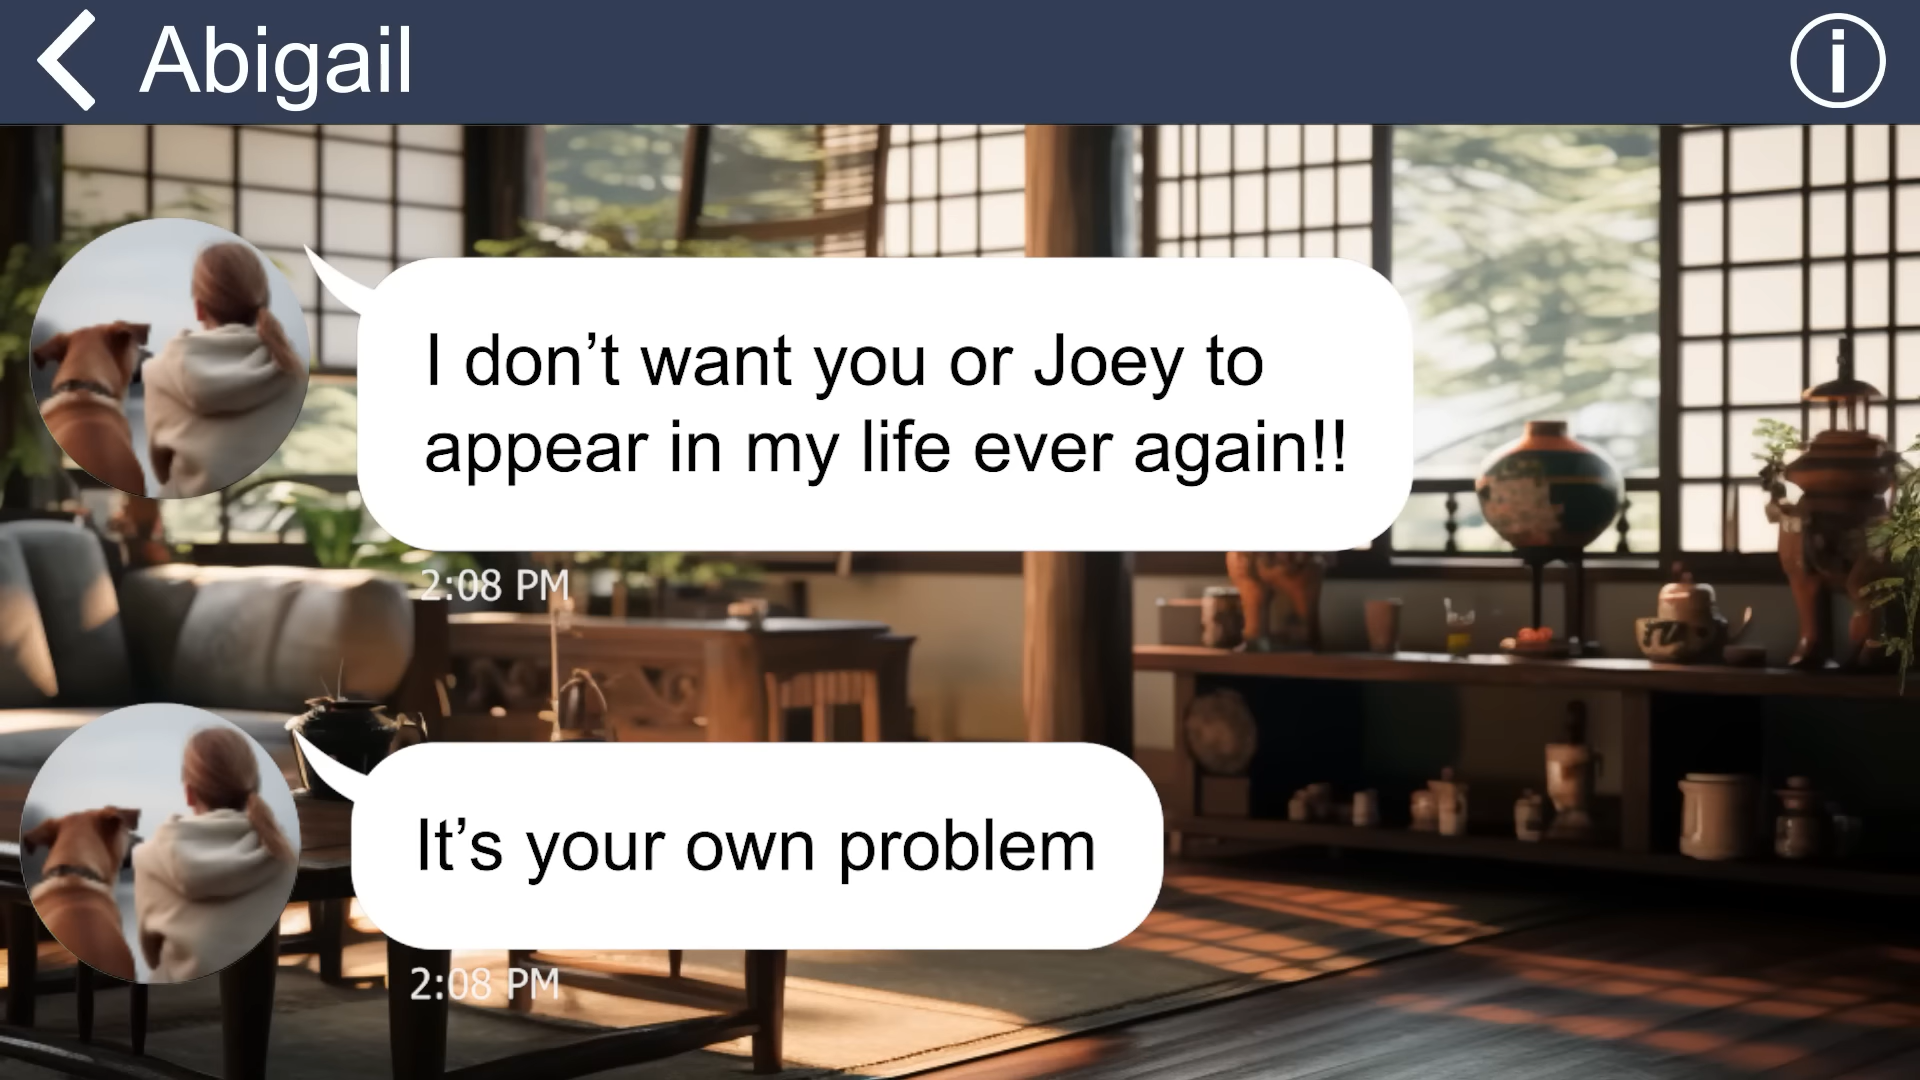 Abigail
I don’t want you or Joey to
appear in my life ever again!!
2:08 PM
It’s your own problem
2:08 PM